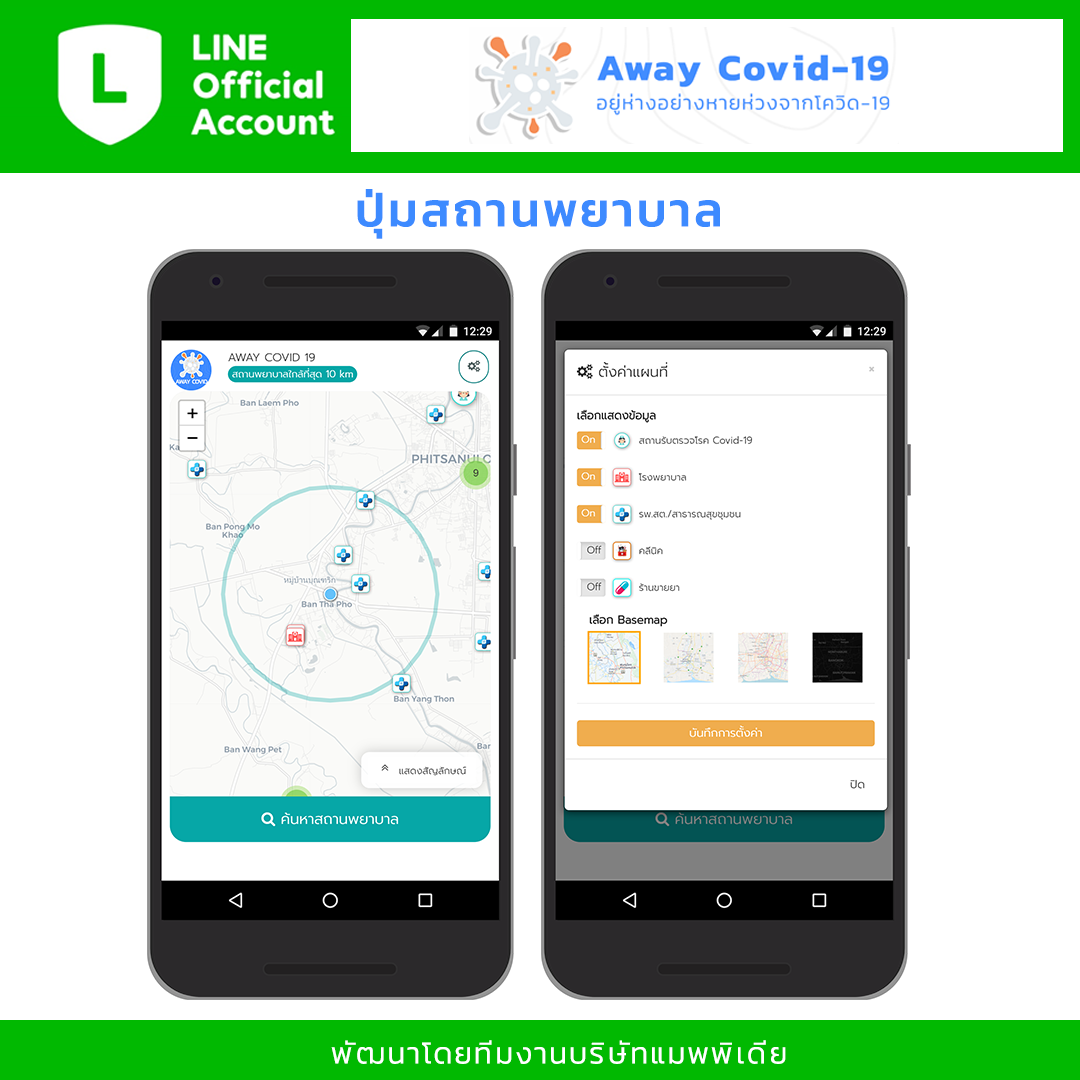 LINE
Official
Account
Away Covid-19
อยู่ห่างอย่างหายห่วงจากโควิด-19
ปุ่มสถานพยาบาล
12:29
AWAY COVID
AWAY COVID 19
สถานพยาบาลใกล้ที่สุด 10 km
Ban Laem Pho
+
−
Ka
PHITSANULO
9
Ban Pong Mo
Khao
หมู่บ้านบุณฑริก
Ban Tha Pho
Ban Yang Thon
Ban Wang Pet
Bar
แสดงสัญลักษณ์
ค้นหาสถานพยาบาล
12:29
ตั้งค่าแผนที่
×
เลือกแสดงข้อมูล
On สถานรับตรวจโรค Covid-19
On โรงพยาบาล
On รพ.สต./สาธารณสุขชุมชน
Off คลีนิค
Off ร้านขายยา
เลือก Basemap
บันทึกการตั้งค่า
ปิด
ค้นหาสถานพยาบาล
พัฒนาโดยทีมงานบริษัทแมพพิเดีย